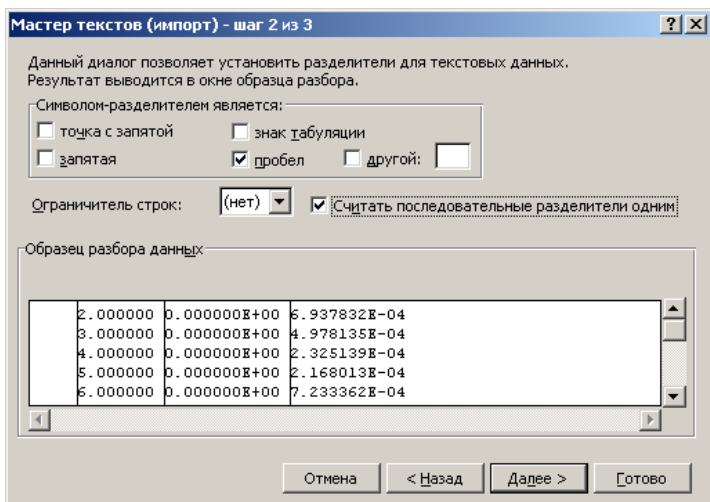 Мастер текстов (импорт) - шаг 2 из 3
Данный диалог позволяет установить разделители для текстовых данных.
Результат выводится в окне образца разбора.
Символом-разделителем является:
точка с запятой
знак табуляции
запятая
пробел
другой:
Ограничитель строк:
(нет)
Считать последовательные разделители одним
Образец разбора данных
2.000000 0.000000E+00 6.937832E-04
3.000000 0.000000E+00 4.978135E-04
4.000000 0.000000E+00 2.325139E-04
5.000000 0.000000E+00 2.168013E-04
6.000000 0.000000E+00 7.233362E-04
Отмена
< Назад
Далее >
Готово